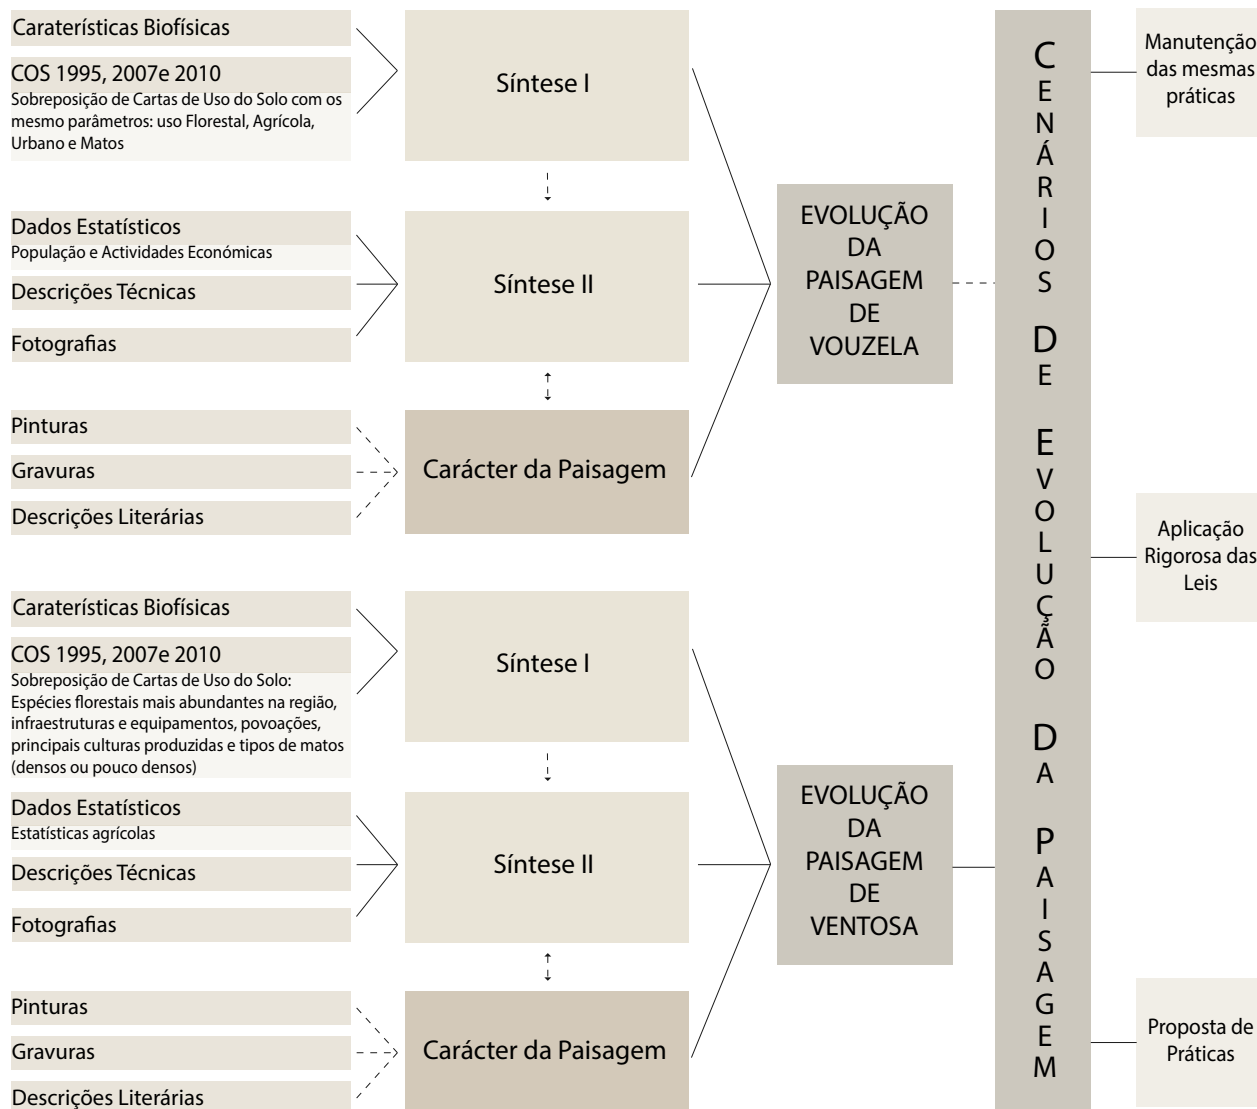 Caraterísticas Biofísicas
COS 1995, 2007e 2010
Sobreposição de Cartas de Uso do Solo com os
mesmo parâmetros: uso Florestal, Agrícola,
Urbano e Matos
Síntese I
Dados Estatísticos
População e Actividades Económicas
Descrições Técnicas
Fotografias
Síntese II
Pinturas
Gravuras
Descrições Literárias
Carácter da Paisagem
EVOLUÇÃO
DA
PAISAGEM
DE
VOUZELA
Caraterísticas Biofísicas
COS 1995, 2007e 2010
Sobreposição de Cartas de Uso do Solo:
Espécies florestais mais abundantes na região,
infraestruturas e equipamentos, povoações,
principais culturas produzidas e tipos de matos
(densos ou pouco densos)
Síntese I
Dados Estatísticos
Estatísticas agrícolas
Descrições Técnicas
Fotografias
Síntese II
Pinturas
Gravuras
Descrições Literárias
Carácter da Paisagem
EVOLUÇÃO
DA
PAISAGEM
DE
VENTOSA
CENÁRIOS DE EVOLUÇÃO DA PAISAGEM
Manutenção
das mesmas
práticas
Aplicação
Rigorosa das
Leis
Proposta de
Práticas